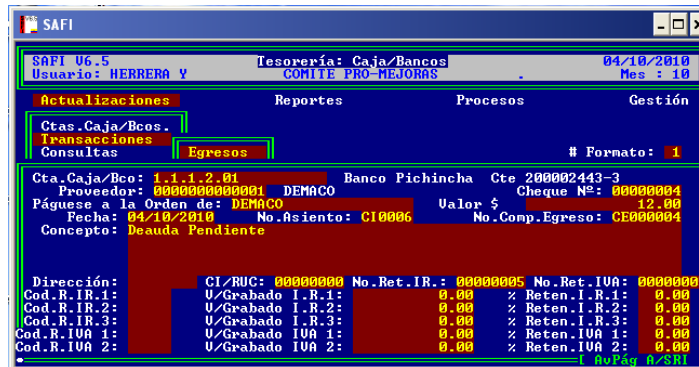 SAFI
SAFI V6.5 Tesorería: Caja/Bancos 04/10/2010
Usuario: HERRERA Y COMITE PRO-MEJORAS . Mes : 10
Actualizaciones Reportes Procesos Gestión
Ctas.Caja/Bcos.
Transacciones
Consultas Egresos # Formato: 1
Cta.Caja/Bco: 1.1.1.2.01 Banco Pichincha Cte 200002443-3
Proveedor: 0000000000001 DEMACO Cheque Nº: 00000004
Páguese a la Orden de: DEMACO Valor $ 12.00
Fecha: 04/10/2010 No.Asiento: CI0006 No.Comp.Egreso: CE000004
Concepto: Deauda Pendiente
Dirección: CI/RUC: 00000000 No.Ret.IR.: 00000005 No.Ret.IVA: 0000000
Cod.R.IR.1: V/Grabado I.R.1: 0.00 % Reten.I.R.1: 0.00
Cod.R.IR.2: V/Grabado I.R.2: 0.00 % Reten.I.R.2: 0.00
Cod.R.IR.3: V/Grabado I.R.3: 0.00 % Reten.I.R.3: 0.00
Cod.R.IVA 1: V/Grabado IVA 1: 0.00 % Reten.IVA 1: 0.00
Cod.R.IVA 2: V/Grabado IVA 2: 0.00 % Reten.IVA 2: 0.00
[ AvPág A/SRI